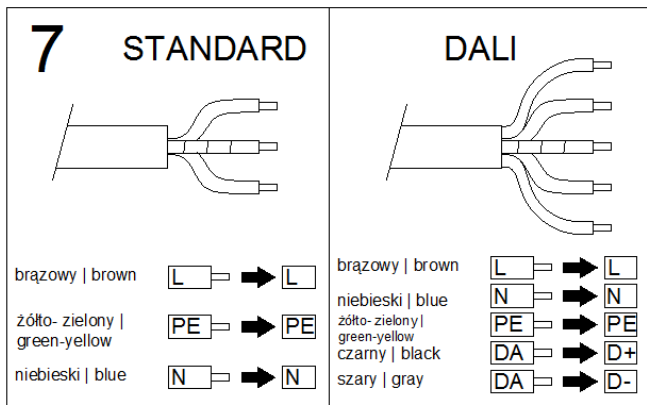 7 STANDARD
brązowy | brown L L
żółto- zielony |
green-yellow PE PE
niebieski | blue N N
DALI
brązowy | brown L L
niebieski | blue N N
żółto- zielony |
green-yellow PE PE
czarny | black DA D+
szary | gray DA D-